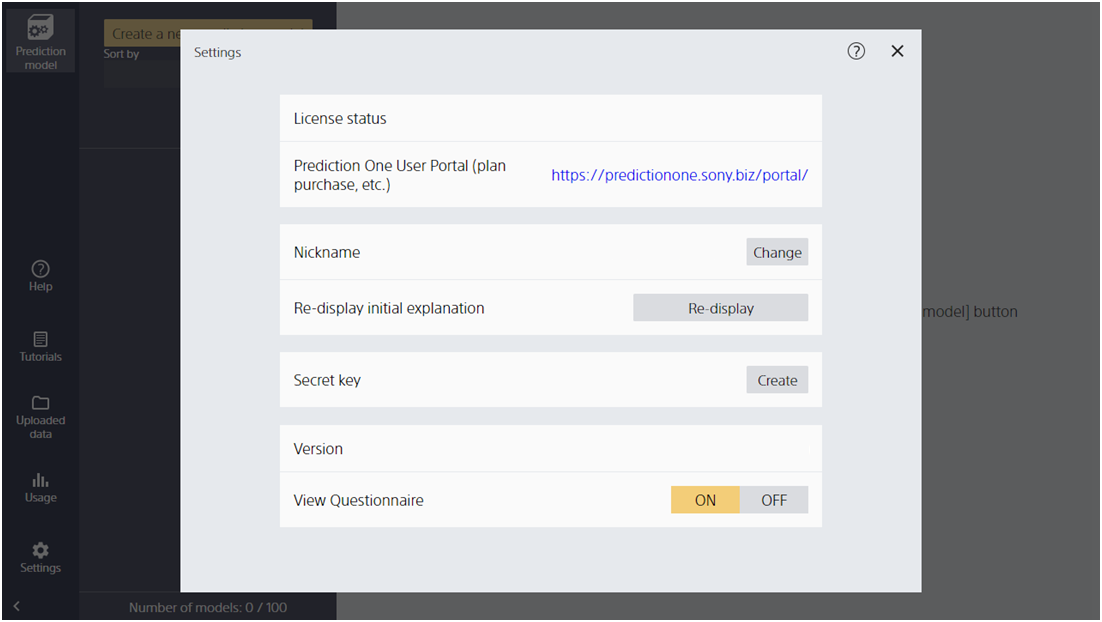 Prediction
model
Create a ne
Sort by
Settings
?
License status
Prediction One User Portal (plan
purchase, etc.)
https://predictionone.sony.biz/portal/
Nickname
Change
Re-display initial explanation
Re-display
Secret key
Create
Version
View Questionnaire
ON
OFF
model] button
?
Help
Tutorials
Uploaded
data
Usage
Settings
Number of models: 0 / 100